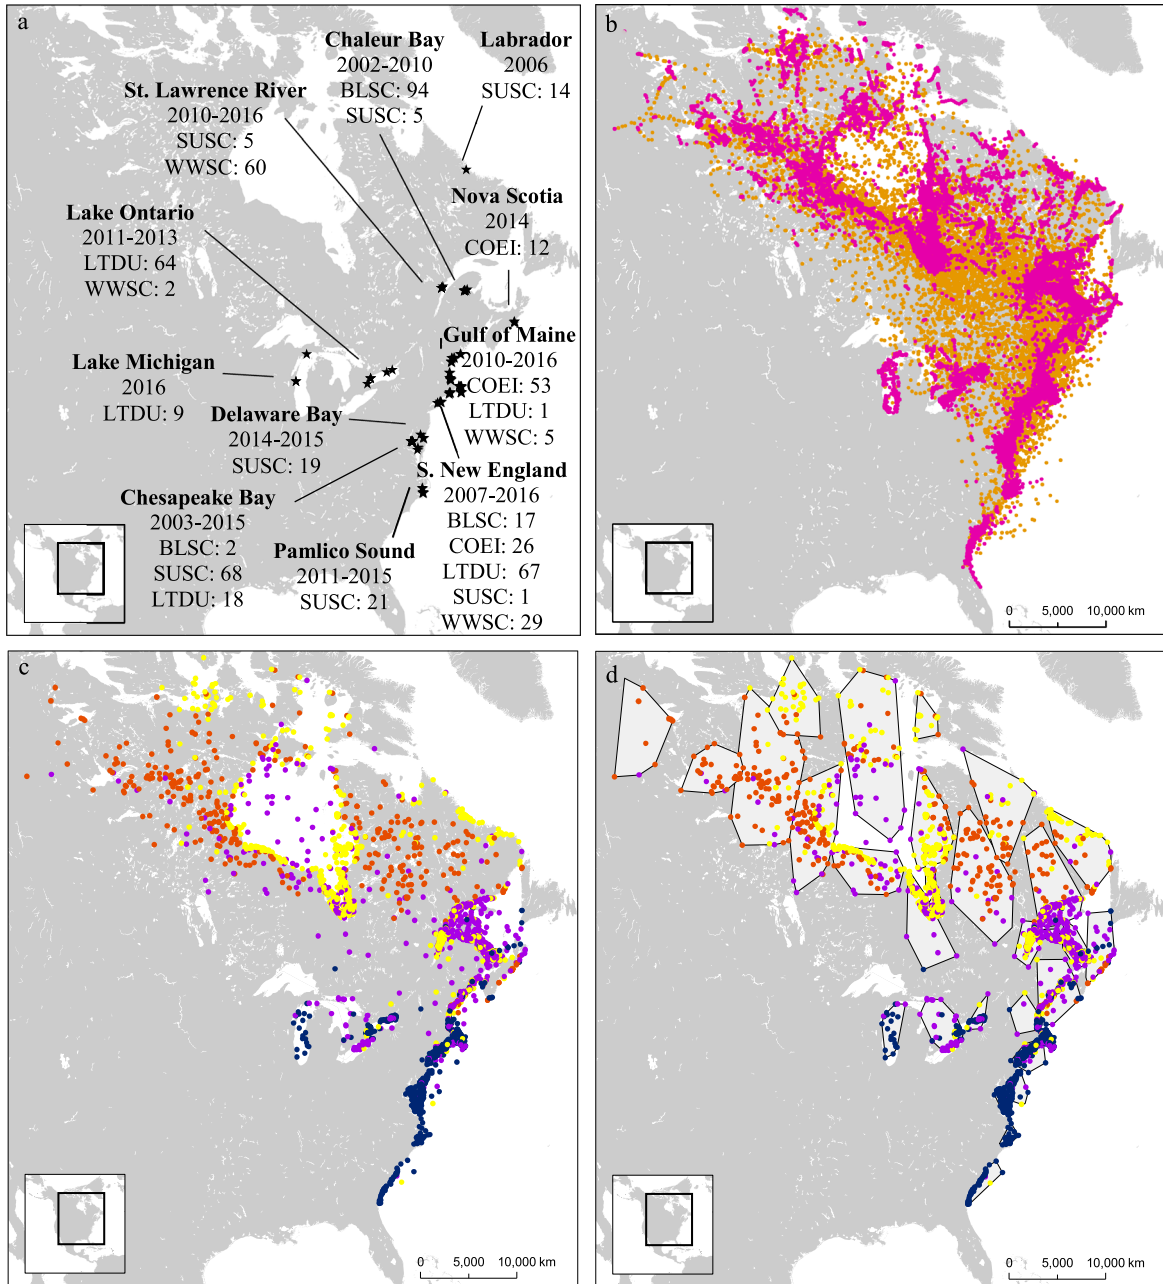 a
Chaleur Bay
2002-2010
BLSC: 94
SUSC: 5
Labrador
2006
SUSC: 14
St. Lawrence River
2010-2016
SUSC: 5
WWSC: 60
Nova Scotia
2014
COEI: 12
Lake Ontario
2011-2013
LTDU: 64
WWSC: 2
Gulf of Maine
2010-2016
COEI: 53
LTDU: 1
WWSC: 5
Lake Michigan
2016
LTDU: 9
Delaware Bay
2014-2015
SUSC: 19
S. New England
2007-2016
BLSC: 17
COEI: 26
LTDU: 67
SUSC: 1
WWSC: 29
Chesapeake Bay
2003-2015
BLSC: 2
SUSC: 68
LTDU: 18
Pamlico Sound
2011-2015
SUSC: 21
b
0 5,000 10,000 km
c
0 5,000 10,000 km
d
0 5,000 10,000 km